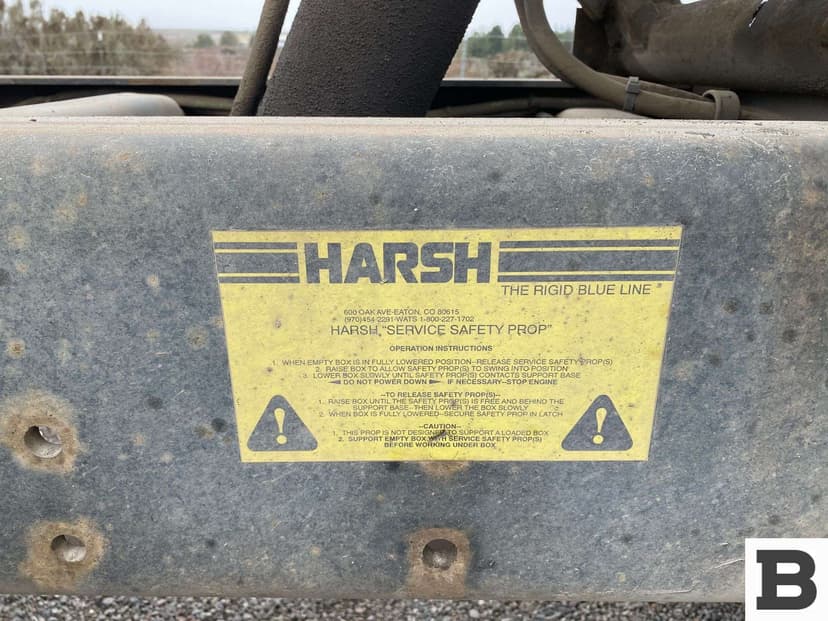 HARSH
THE RIGID BLUE LINE ®
600 OAK AVE-EATON, CO 80615
(970)454-2291-WATS 1-800-227-1702
HARSH "SERVICE SAFETY PROP"
OPERATION INSTRUCTIONS
1. WHEN EMPTY BOX IS IN FULLY LOWERED POSITION--RELEASE SERVICE SAFETY PROP(S)
2. RAISE BOX TO ALLOW SAFETY PROP(S) TO SWING INTO POSITION
3. LOWER BOX SLOWLY UNTIL SAFETY PROP(S) CONTACTS SUPPORT BASE
DO NOT POWER DOWN IF NECESSARY--STOP ENGINE
--TO RELEASE SAFETY PROP(S)--
1. RAISE BOX UNTIL THE SAFETY PROP(S) IS FREE AND BEHIND THE
SUPPORT BASE--THEN LOWER THE BOX SLOWLY
2. WHEN BOX IS FULLY LOWERED--SECURE SAFETY PROP IN LATCH
--CAUTION--
1. THIS PROP IS NOT DESIGNED TO SUPPORT A LOADED BOX
2. SUPPORT EMPTY BOX WITH SERVICE SAFETY PROP(S)
BEFORE WORKING UNDER BOX
! !
B